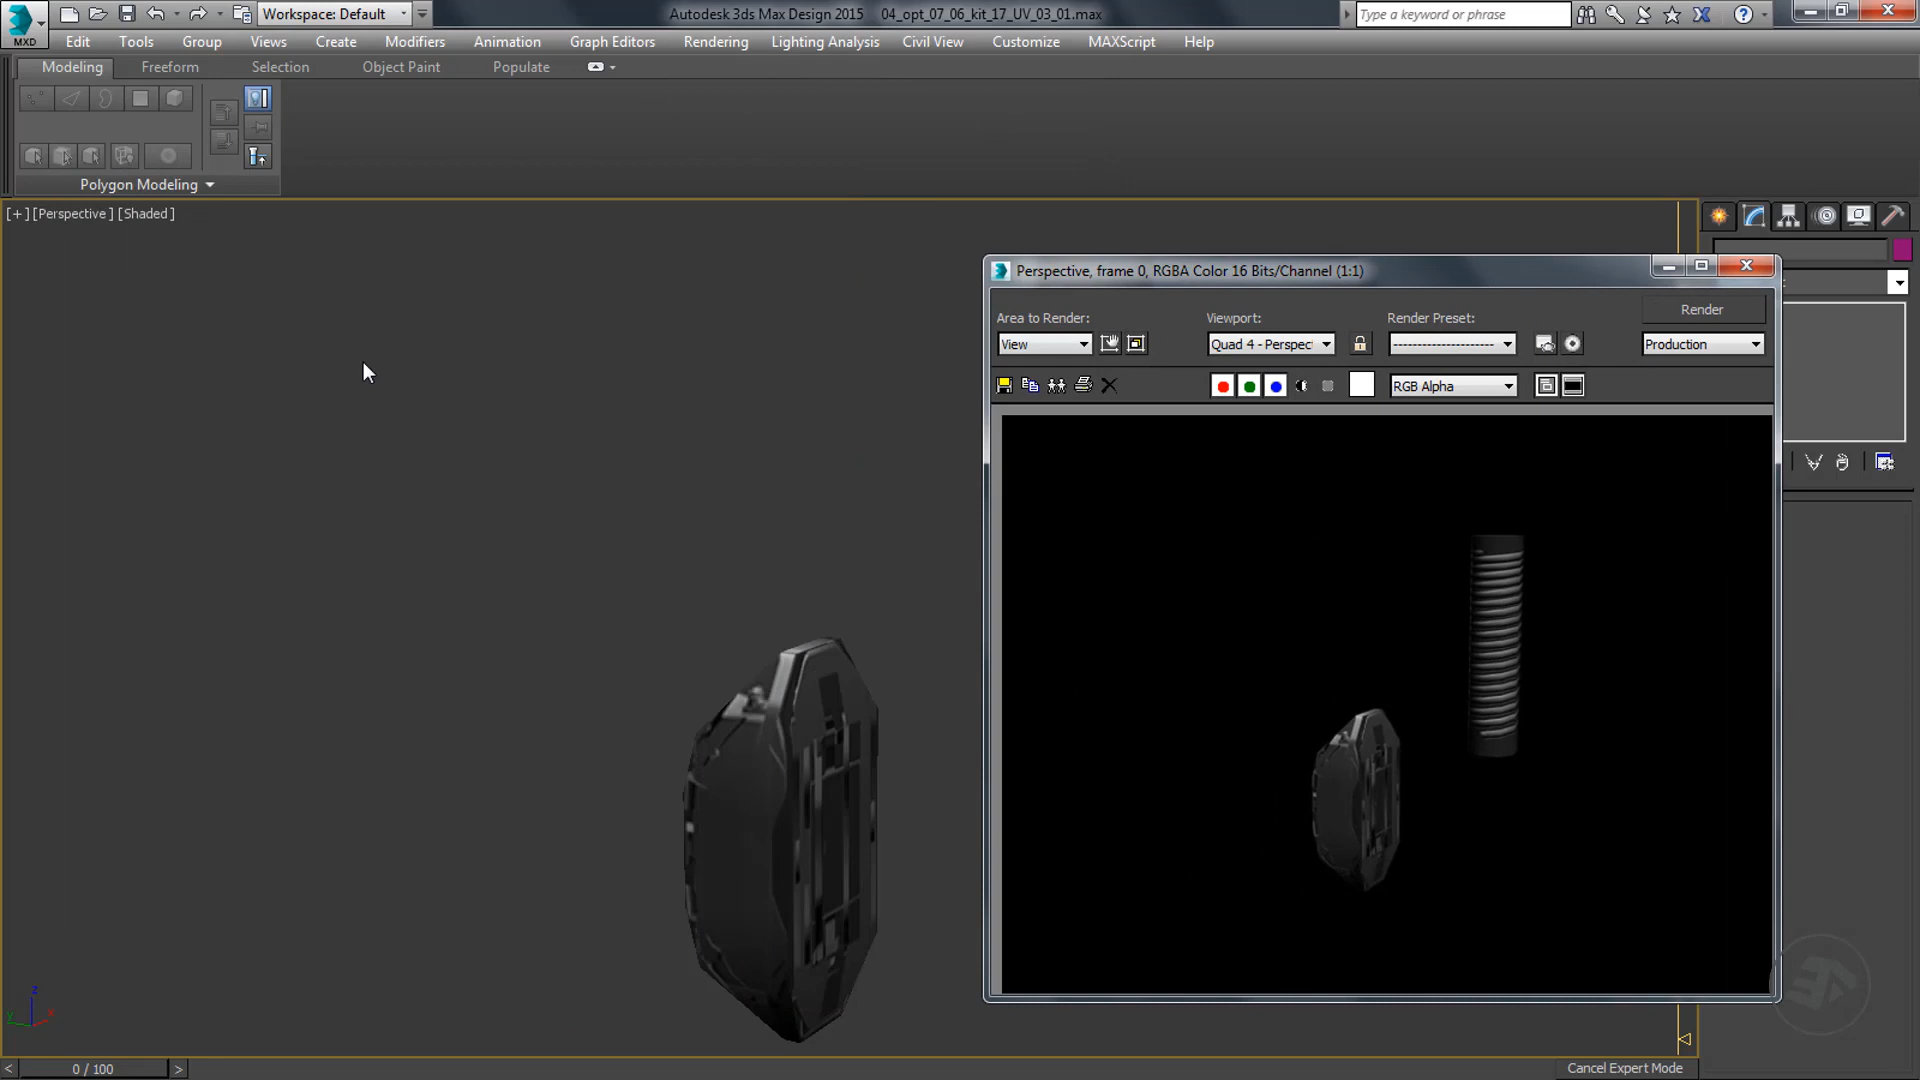 Workspace: Default
Autodesk 3ds Max Design 2015 04_opt_07_06_kit_17_UV_03_01.max
Type a keyword or phrase
MXD
Edit Tools Group Views Create Modifiers Animation Graph Editors Rendering Lighting Analysis Civil View Customize MAXScript Help
Modeling Freeform Selection Object Paint Populate
Polygon Modeling
[+] [Perspective ] [Shaded ]
Perspective, frame 0, RGBA Color 16 Bits/Channel (1:1)
Area to Render: Viewport: Render Preset: Render
View Quad 4 - Perspect -------------------- Production
RGB Alpha
z
y x
< 0 / 100 > Cancel Expert Mode